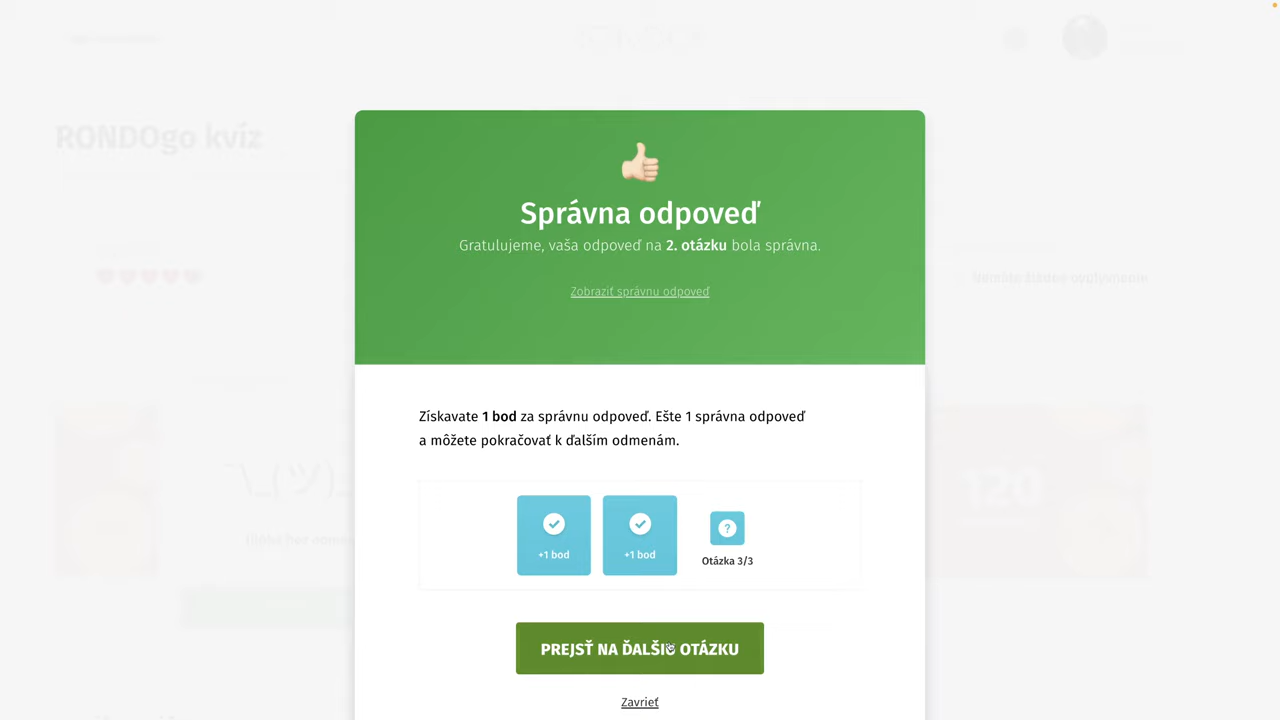 RONDOgo kvíz
Správna odpoveď
Gratulujeme, vaša odpoveď na 2. otázku bola správna.
Zobraziť správnu odpoveď
Získavate 1 bod za správnu odpoveď. Ešte 1 správna odpoveď
a môžete pokračovať k ďalším odmenám.
120
+1 bod
+1 bod
?
Otázka 3/3
PREJSŤ NA ĎALŠIU OTÁZKU
Zavrieť